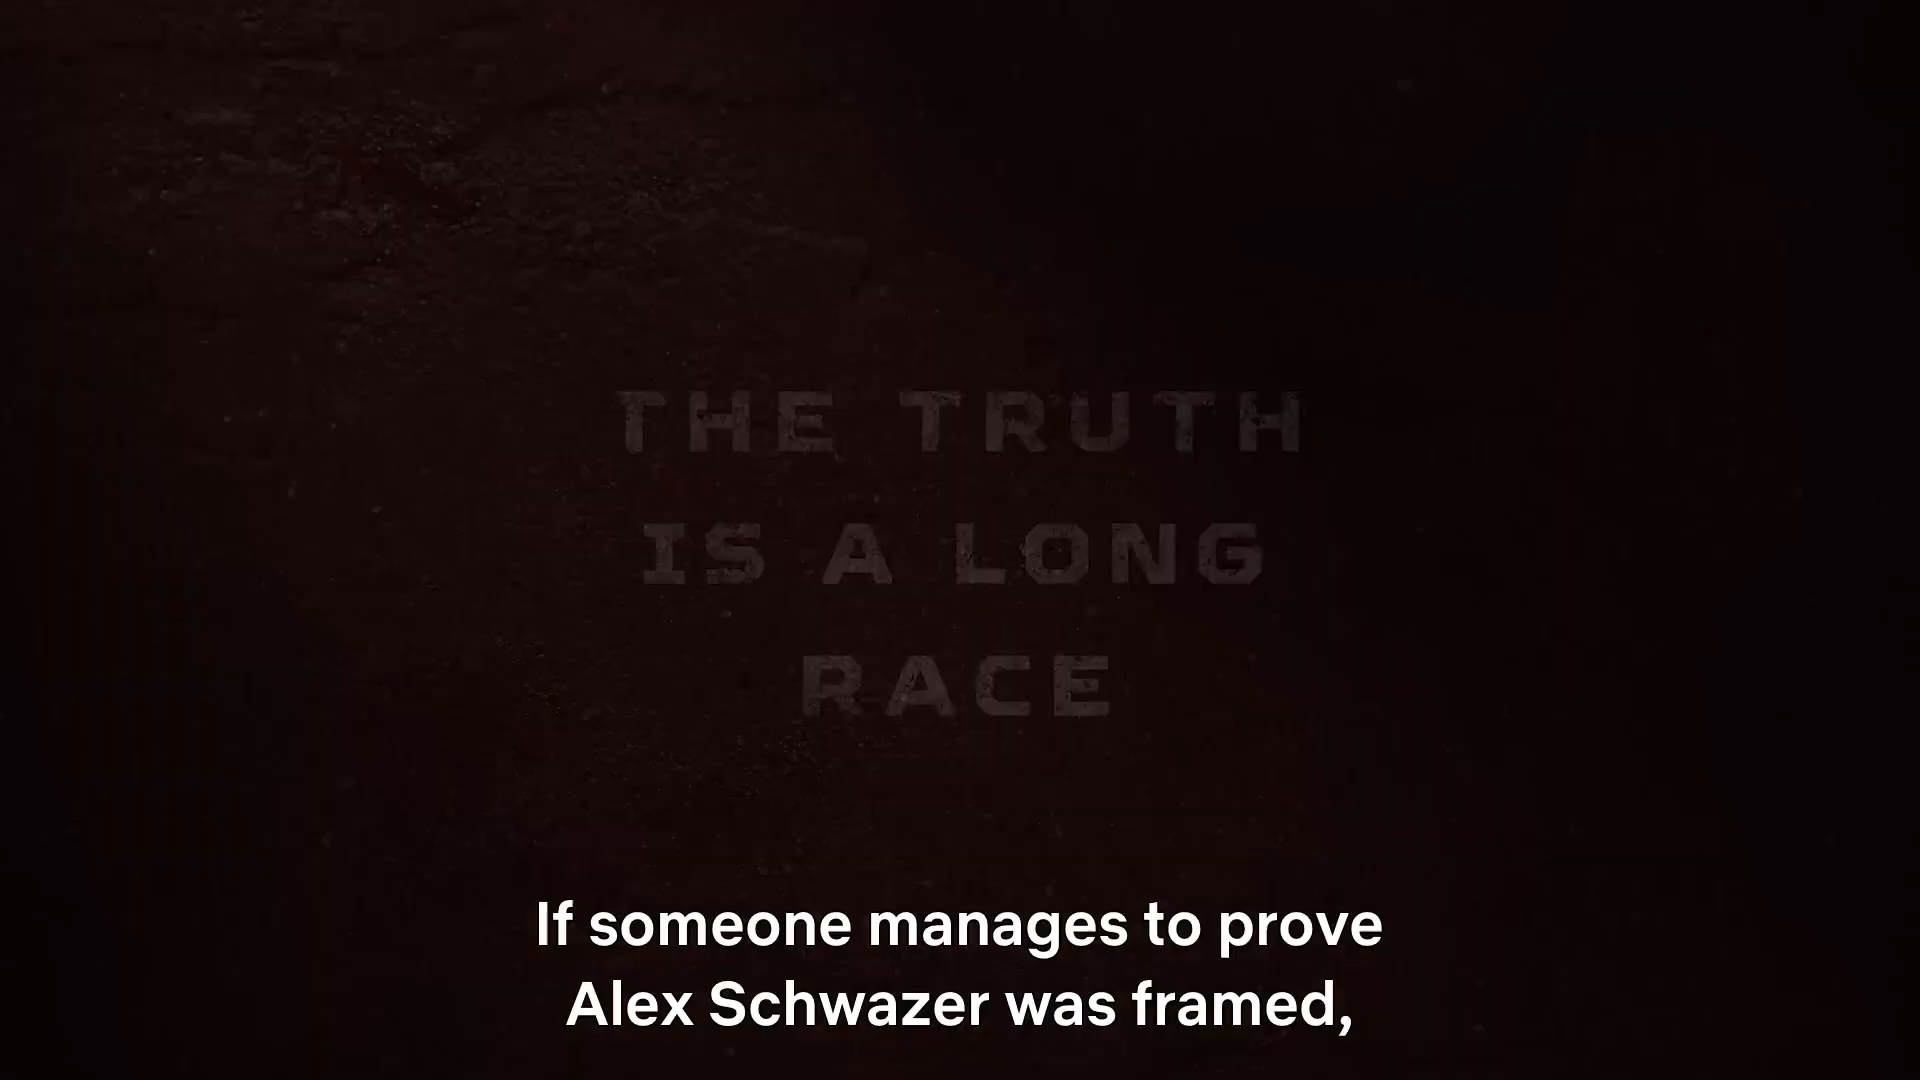 THE TRUTH
IS A LONG
RACE
If someone manages to prove
Alex Schwazer was framed,